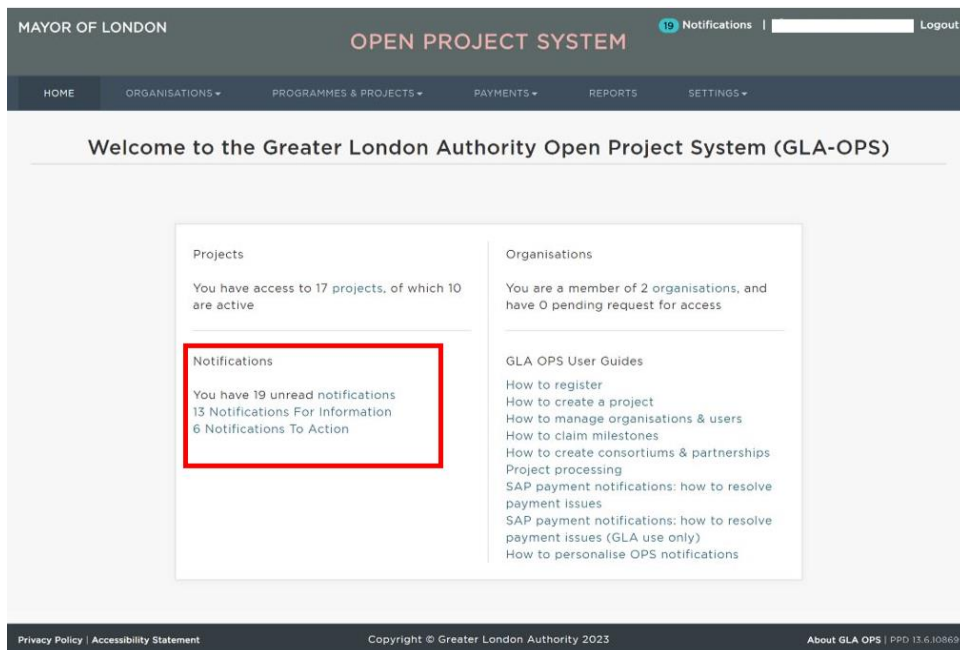 MAYOR OF LONDON
OPEN PROJECT SYSTEM
19 Notifications | Logout
HOME ORGANISATIONS PROGRAMMES & PROJECTS PAYMENTS REPORTS SETTINGS
Welcome to the Greater London Authority Open Project System (GLA-OPS)
Projects
You have access to 17 projects, of which 10
are active
Organisations
You are a member of 2 organisations, and
have 0 pending request for access
Notifications
You have 19 unread notifications
13 Notifications For Information
6 Notifications To Action
GLA OPS User Guides
How to register
How to create a project
How to manage organisations & users
How to claim milestones
How to create consortiums & partnerships
Project processing
SAP payment notifications: how to resolve
payment issues
SAP payment notifications: how to resolve
payment issues (GLA use only)
How to personalise OPS notifications
Privacy Policy | Accessibility Statement
Copyright © Greater London Authority 2023
About GLA OPS | PPD 13.6.10869